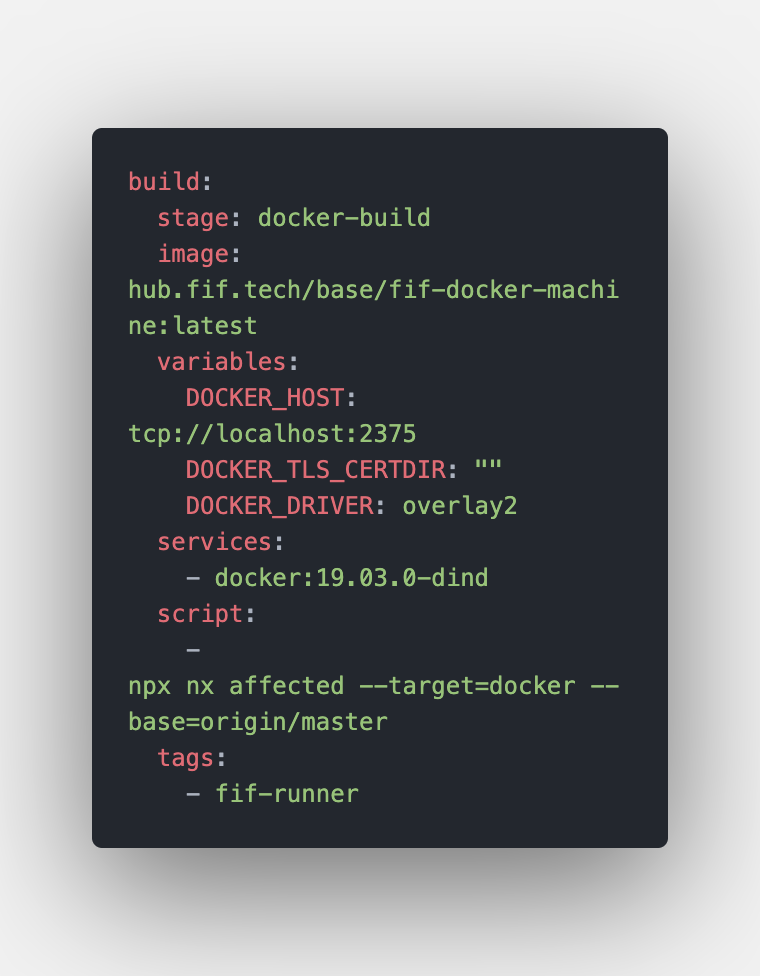 build:
  stage: docker-build
  image:
hub.fif.tech/base/fif-docker-machi
ne:latest
  variables:
    DOCKER_HOST:
tcp://localhost:2375
    DOCKER_TLS_CERTDIR: ""
    DOCKER_DRIVER: overlay2
  services:
    - docker:19.03.0-dind
  script:
    -
npx nx affected --target=docker --
base=origin/master
  tags:
    - fif-runner